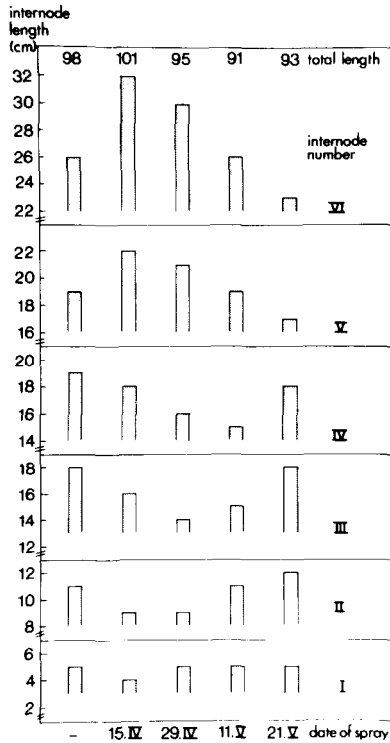 internode
length
(cm)
98 101 95 91 93 total length
32
30
28
26
24
22
internode
number
VI
22
20
18
16
V
20
18
16
14
IV
18
16
14
12
III
12
10
8
II
6
4
2
I
– 15.IV 29.IV 11.V 21.V date of spray